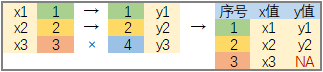 x1 1 → 1 y1 序号 x值 y值
x2 2 → 2 y2 → 1 x1 y1
x3 3 × 4 y3 2 x2 y2
3 x3 NA